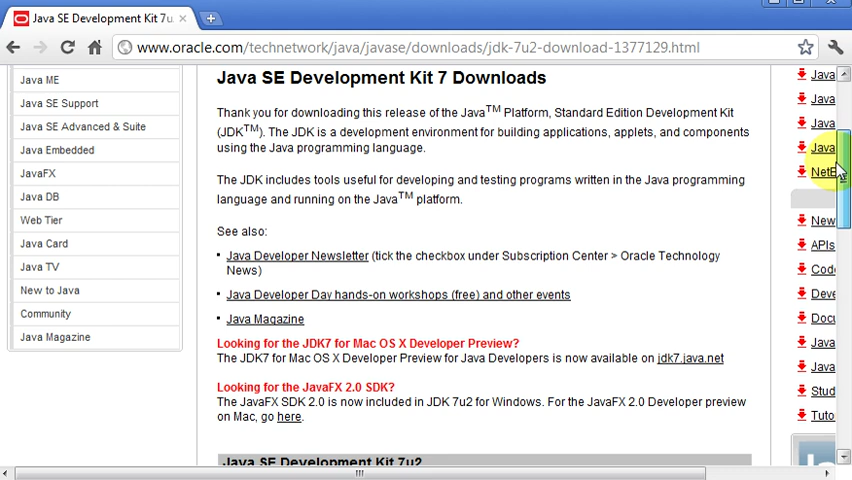 Java SE Development Kit 7u
www.oracle.com/technetwork/java/javase/downloads/jdk-7u2-download-1377129.html
Java ME
Java SE Support
Java SE Advanced & Suite
Java Embedded
JavaFX
Java DB
Web Tier
Java Card
Java TV
New to Java
Community
Java Magazine
Java SE Development Kit 7 Downloads
Thank you for downloading this release of the Java™ Platform, Standard Edition Development Kit
(JDK™). The JDK is a development environment for building applications, applets, and components
using the Java programming language.
The JDK includes tools useful for developing and testing programs written in the Java programming
language and running on the Java™ platform.
See also:
Java Developer Newsletter (tick the checkbox under Subscription Center > Oracle Technology
News)
Java Developer Day hands-on workshops (free) and other events
Java Magazine
Looking for the JDK7 for Mac OS X Developer Preview?
The JDK7 for Mac OS X Developer Preview for Java Developers is now available on jdk7.java.net
Looking for the JavaFX 2.0 SDK?
The JavaFX SDK 2.0 is now included in JDK 7u2 for Windows. For the JavaFX 2.0 Developer preview
on Mac, go here.
Java SE Development Kit 7u2
Java
Java
Java
Java
New
APIs
Java
Java